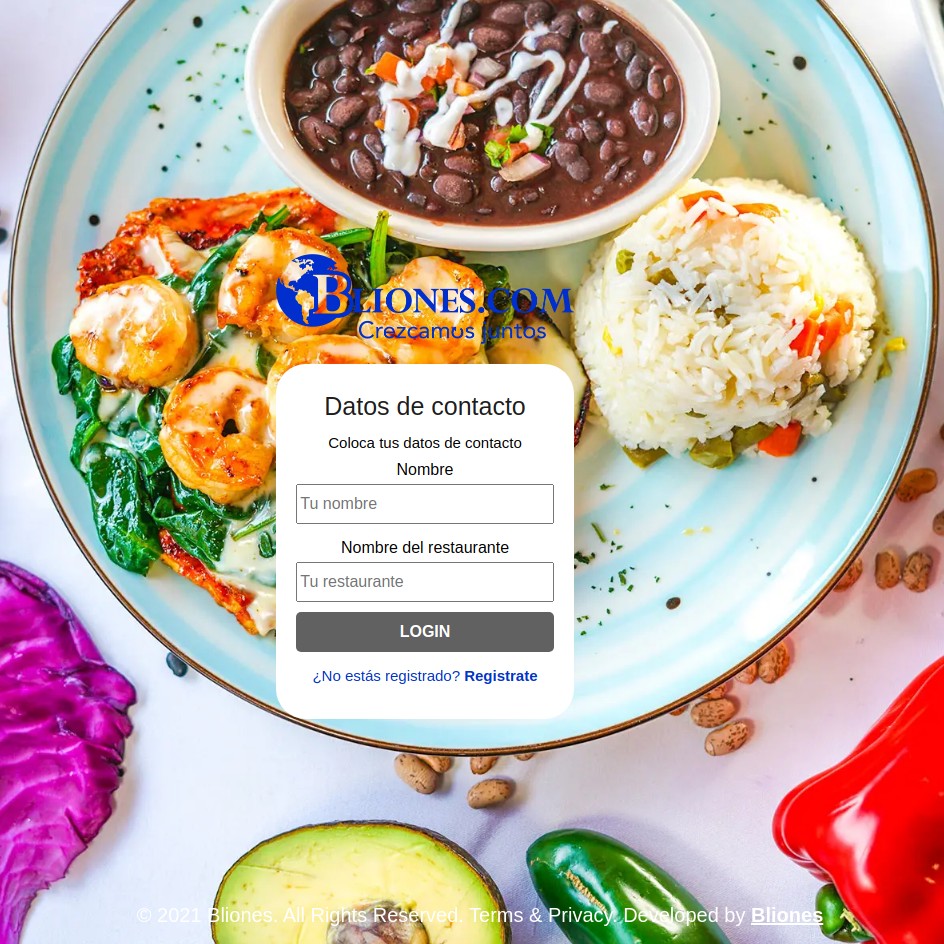 BLIONES.COM
Crezcamos juntos
Datos de contacto
Coloca tus datos de contacto
Nombre
Tu nombre
Nombre del restaurante
Tu restaurante
LOGIN
¿No estás registrado? Registrate
© 2021 Bliones. All Rights Reserved. Terms & Privacy. Developed by Bliones